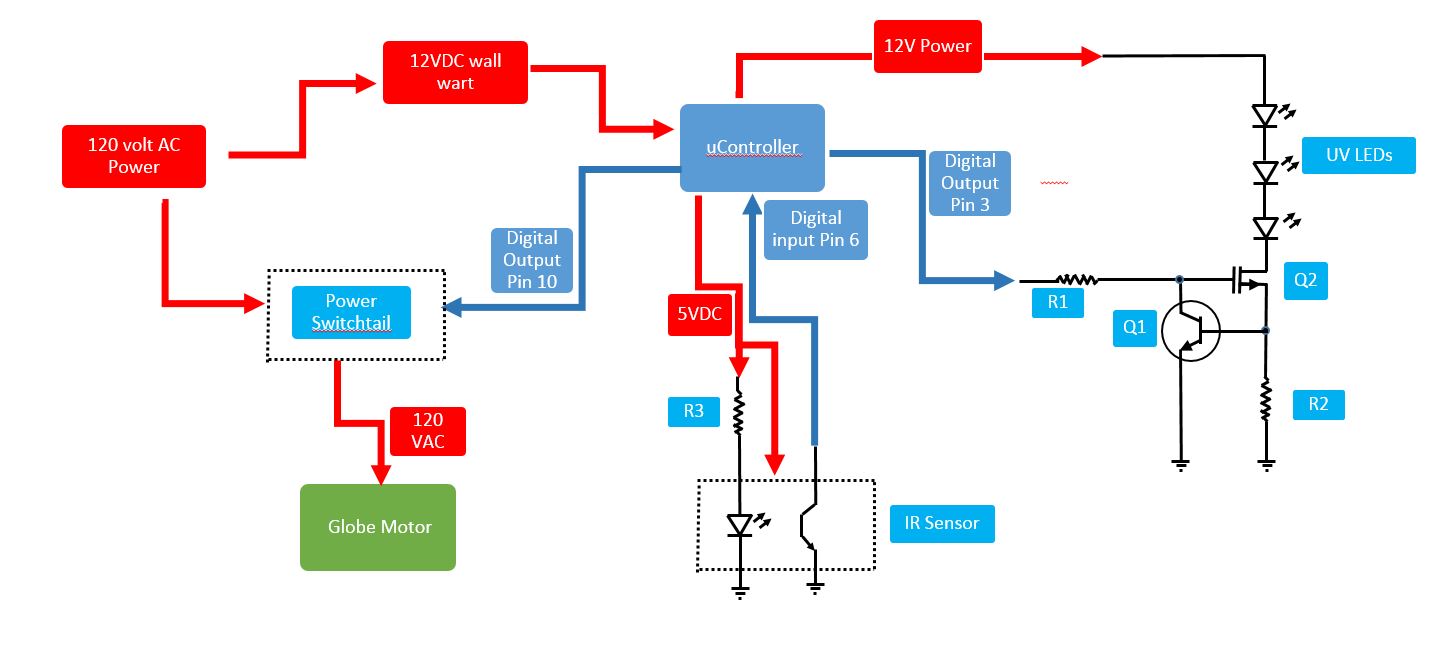 12V Power
12VDC wall
wart
120 volt AC
Power
uController
UV LEDs
Digital
Output
Pin 3
Digital
input Pin 6
Digital
Output
Pin 10
Power
Switchtail
Q2
R1
5VDC
Q1
R3
R2
120
VAC
Globe Motor
IR Sensor